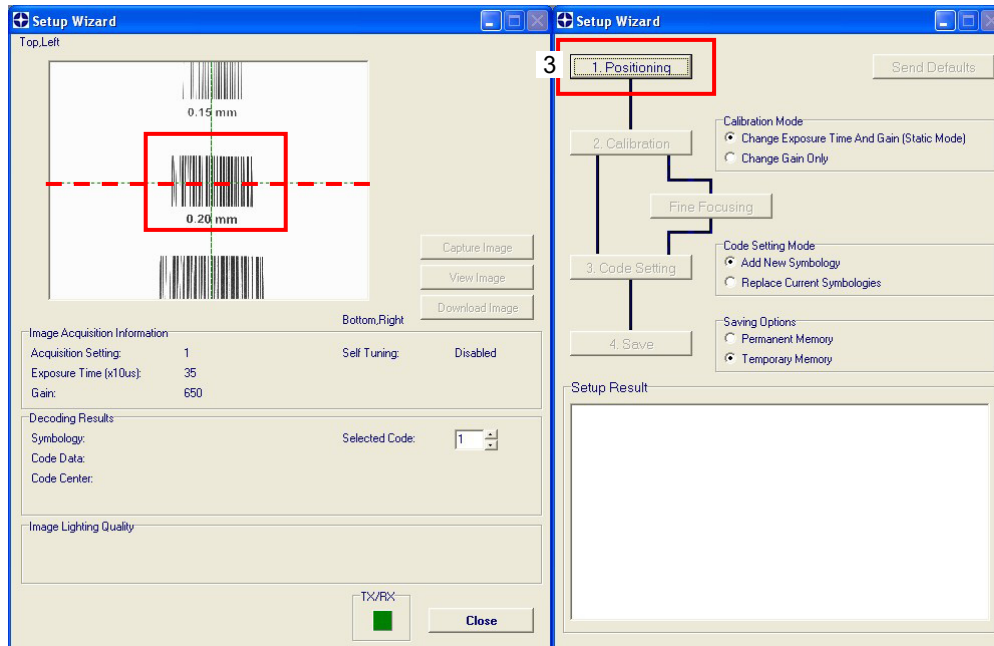 Setup Wizard
Top,Left
0.15 mm
0.20 mm
Capture Image
View Image
Download Image
Bottom,Right
Image Acquisition Information
Acquisition Setting: 1 Self Tuning: Disabled
Exposure Time (x10us): 35
Gain: 650
Decoding Results
Symbology: Selected Code: 1
Code Data:
Code Center:
Image Lighting Quality
TX/RX
Close
Setup Wizard
3 1. Positioning Send Defaults
Calibration Mode
2. Calibration
Change Exposure Time And Gain (Static Mode)
Change Gain Only
Fine Focusing
Code Setting Mode
3. Code Setting
Add New Symbology
Replace Current Symbologies
Saving Options
4. Save
Permanent Memory
Temporary Memory
Setup Result